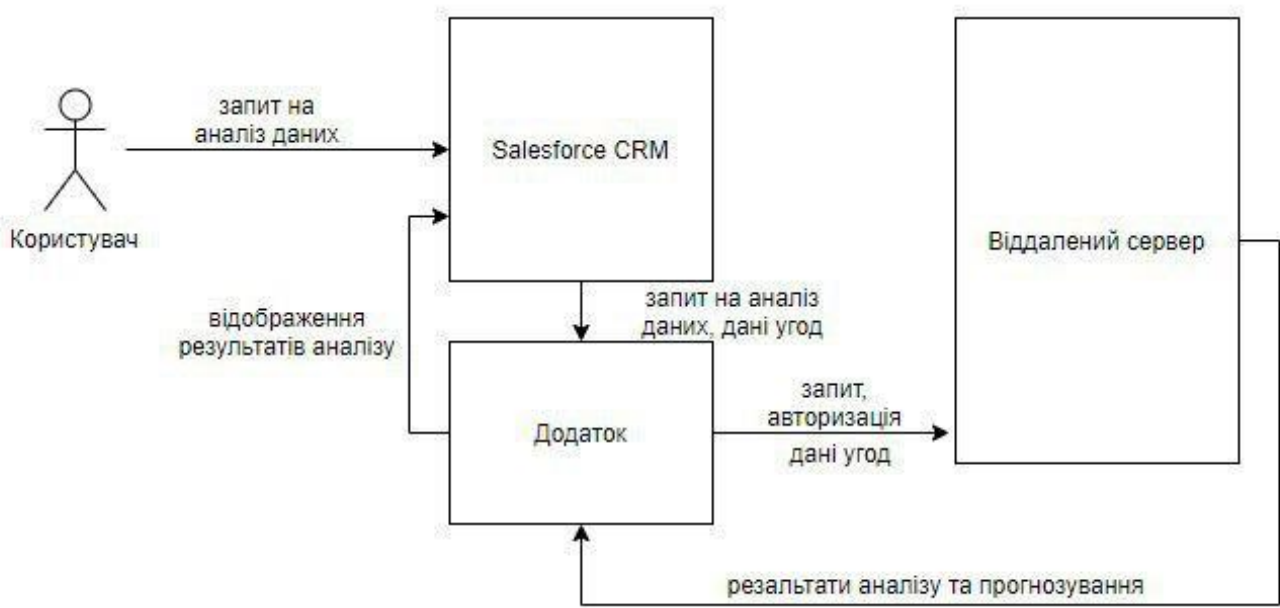 запит на
аналіз даних
Salesforce CRM
Користувач
Віддалений сервер
відображення
результатів аналізу
запит на аналіз
даних, дані угод
Додаток
запит,
авторизація
дані угод
резальтати аналізу та прогнозування